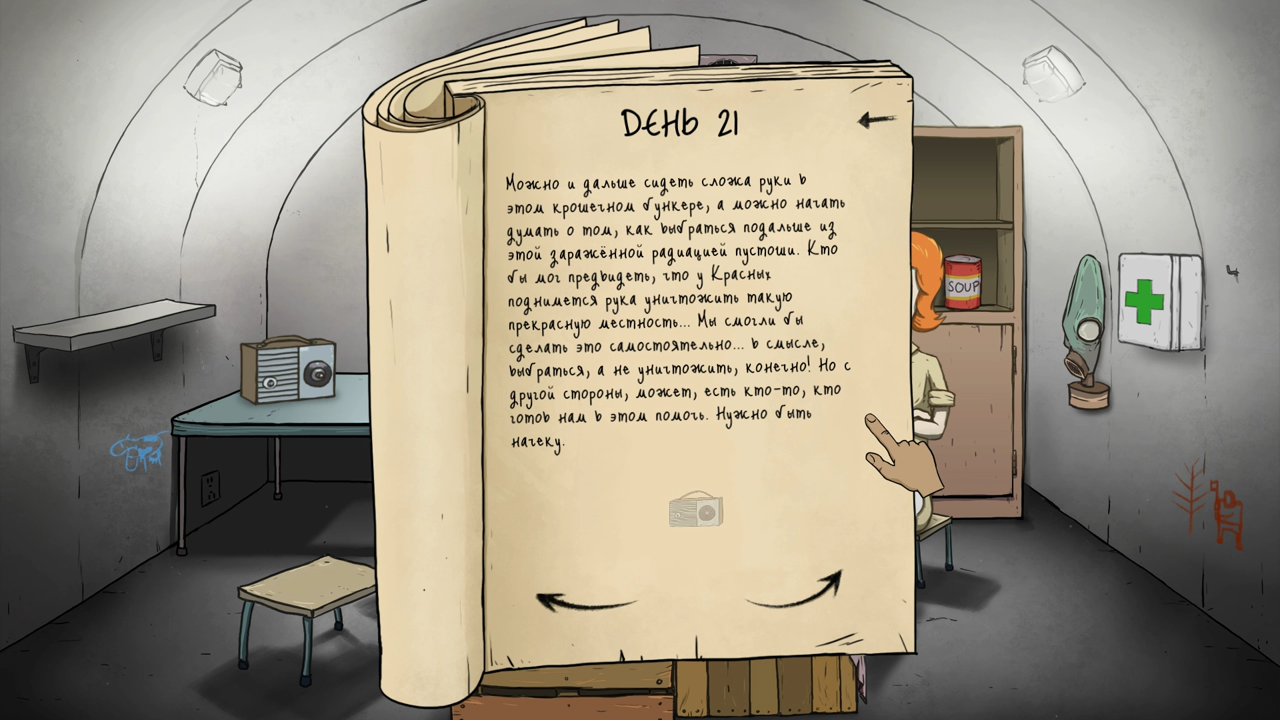 ДЕНЬ 21
Можно и дальше сидеть сложа руки в
этом крошечном бункере, а можно начать
думать о том, как выбраться подальше из
этой заражённой радиацией пустоши. Кто
бы мог предвидеть, что у Красных
поднимется рука уничтожить такую
прекрасную местность... Мы смогли бы
сделать это самостоятельно... в смысле,
выбраться, а не уничтожить, конечно! Но с
другой стороны, может, есть кто-то, кто
готов нам в этом помочь. Нужно быть
начеку.
SOUP